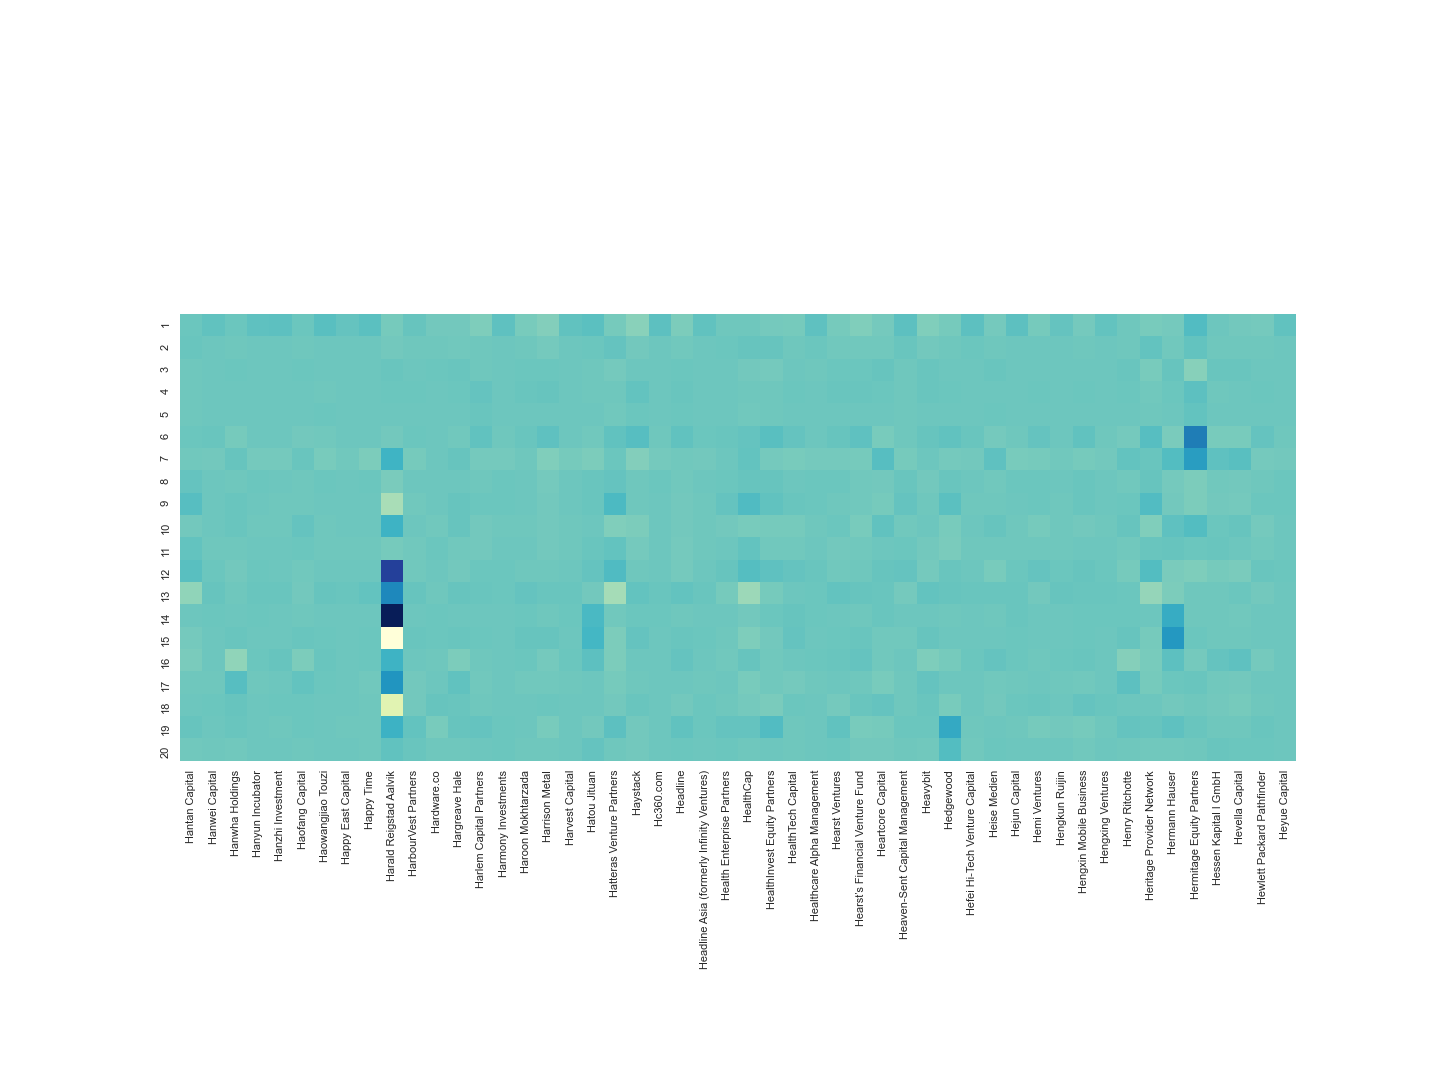 1
2
3
4
5
6
7
8
9
10
11
12
13
14
15
16
17
18
19
20
Hantan Capital
Hanwei Capital
Hanwha Holdings
Hanyun Incubator
Hanzhi Investment
Haofang Capital
Haowangjiao Touzi
Happy East Capital
Happy Time
Harald Reigstad Aalvik
HarbourVest Partners
Hardware.co
Hargreave Hale
Harlem Capital Partners
Harmony Investments
Haroon Mokhtarzada
Harrison Metal
Harvest Capital
Hatou Jituan
Hatteras Venture Partners
Haystack
Hc360.com
Headline
Headline Asia (formerly Infinity Ventures)
Health Enterprise Partners
HealthCap
HealthInvest Equity Partners
HealthTech Capital
Healthcare Alpha Management
Hearst Ventures
Hearst's Financial Venture Fund
Heartcore Capital
Heaven-Sent Capital Management
Heavybit
Hedgewood
Hefei Hi-Tech Venture Capital
Heise Medien
Hejun Capital
Hemi Ventures
Hengkun Ruijin
Hengxin Mobile Business
Hengxing Ventures
Henry Ritchotte
Heritage Provider Network
Hermann Hauser
Hermitage Equity Partners
Hessen Kapital I GmbH
Hevella Capital
Hewlett Packard Pathfinder
Heyue Capital